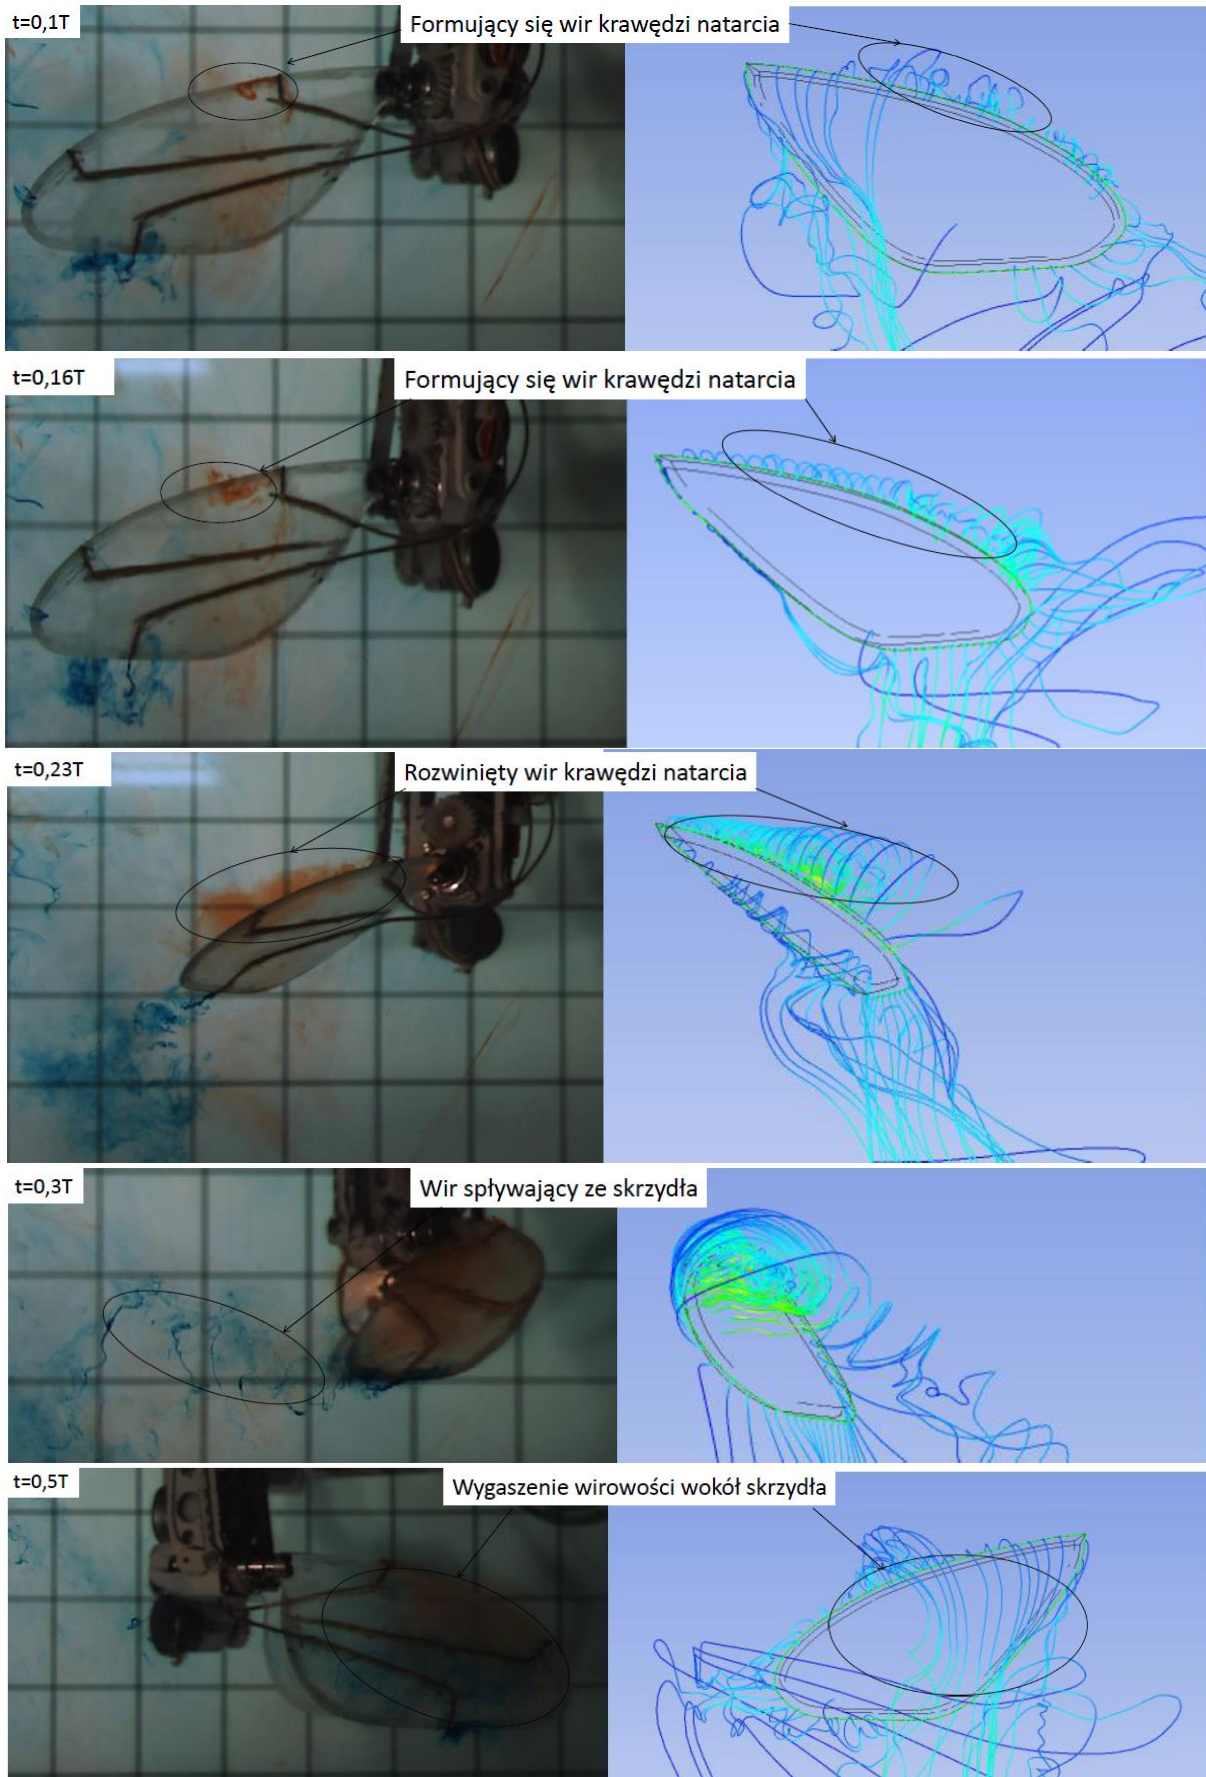 t=0,1T
Formujący się wir krawędzi natarcia
t=0,16T
Formujący się wir krawędzi natarcia
t=0,23T
Rozwinięty wir krawędzi natarcia
t=0,3T
Wir spływający ze skrzydła
t=0,5T
Wygaszenie wirowości wokół skrzydła